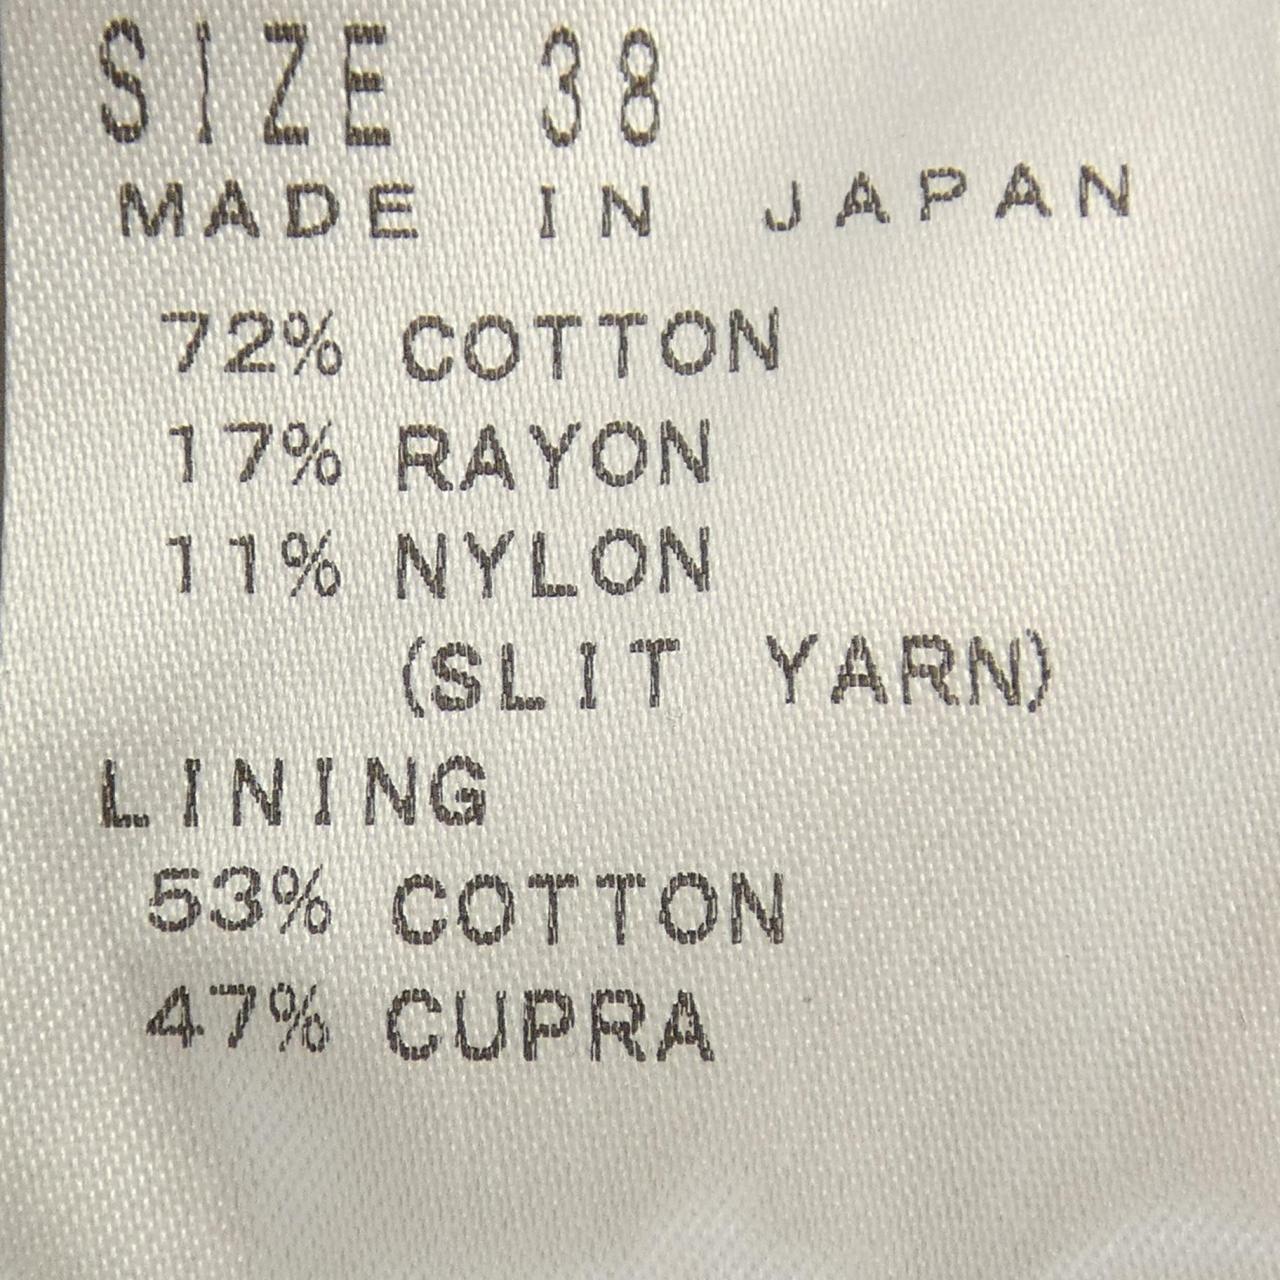 SIZE 38
MADE IN JAPAN
72% COTTON
17% RAYON
11% NYLON
(SLIT YARN)
LINING
53% COTTON
47% CUPRA